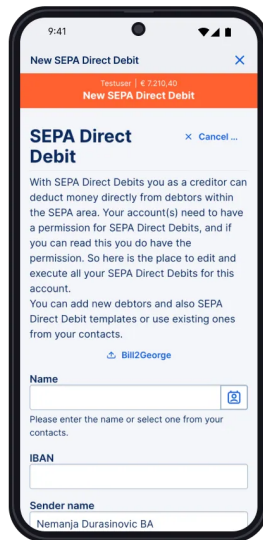 9:41
New SEPA Direct Debit
Testuser | € 7.210,40
New SEPA Direct Debit
SEPA Direct
Debit
× Cancel ...
With SEPA Direct Debits you as a creditor can
deduct money directly from debtors within
the SEPA area. Your account(s) need to have
a permission for SEPA Direct Debits, and if
you can read this you do have the
permission. So here is the place to edit and
execute all your SEPA Direct Debits for this
account.
You can add new debtors and also SEPA
Direct Debit templates or use existing ones
from your contacts.
Bill2George
Name
Please enter the name or select one from your
contacts.
IBAN
Sender name
Nemanja Durasinovic BA